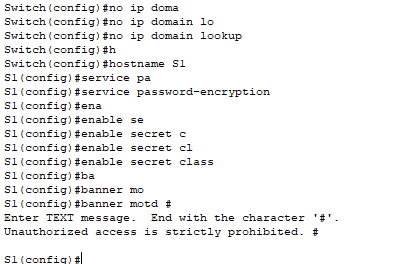 Switch(config)#no ip doma
Switch(config)#no ip domain lo
Switch(config)#no ip domain lookup
Switch(config)#h
Switch(config)#hostname S1
S1(config)#service pa
S1(config)#service password-encryption
S1(config)#ena
S1(config)#enable se
S1(config)#enable secret c
S1(config)#enable secret cl
S1(config)#enable secret class
S1(config)#ba
S1(config)#banner mo
S1(config)#banner motd #
Enter TEXT message.  End with the character '#'.
Unauthorized access is strictly prohibited. #

S1(config)#